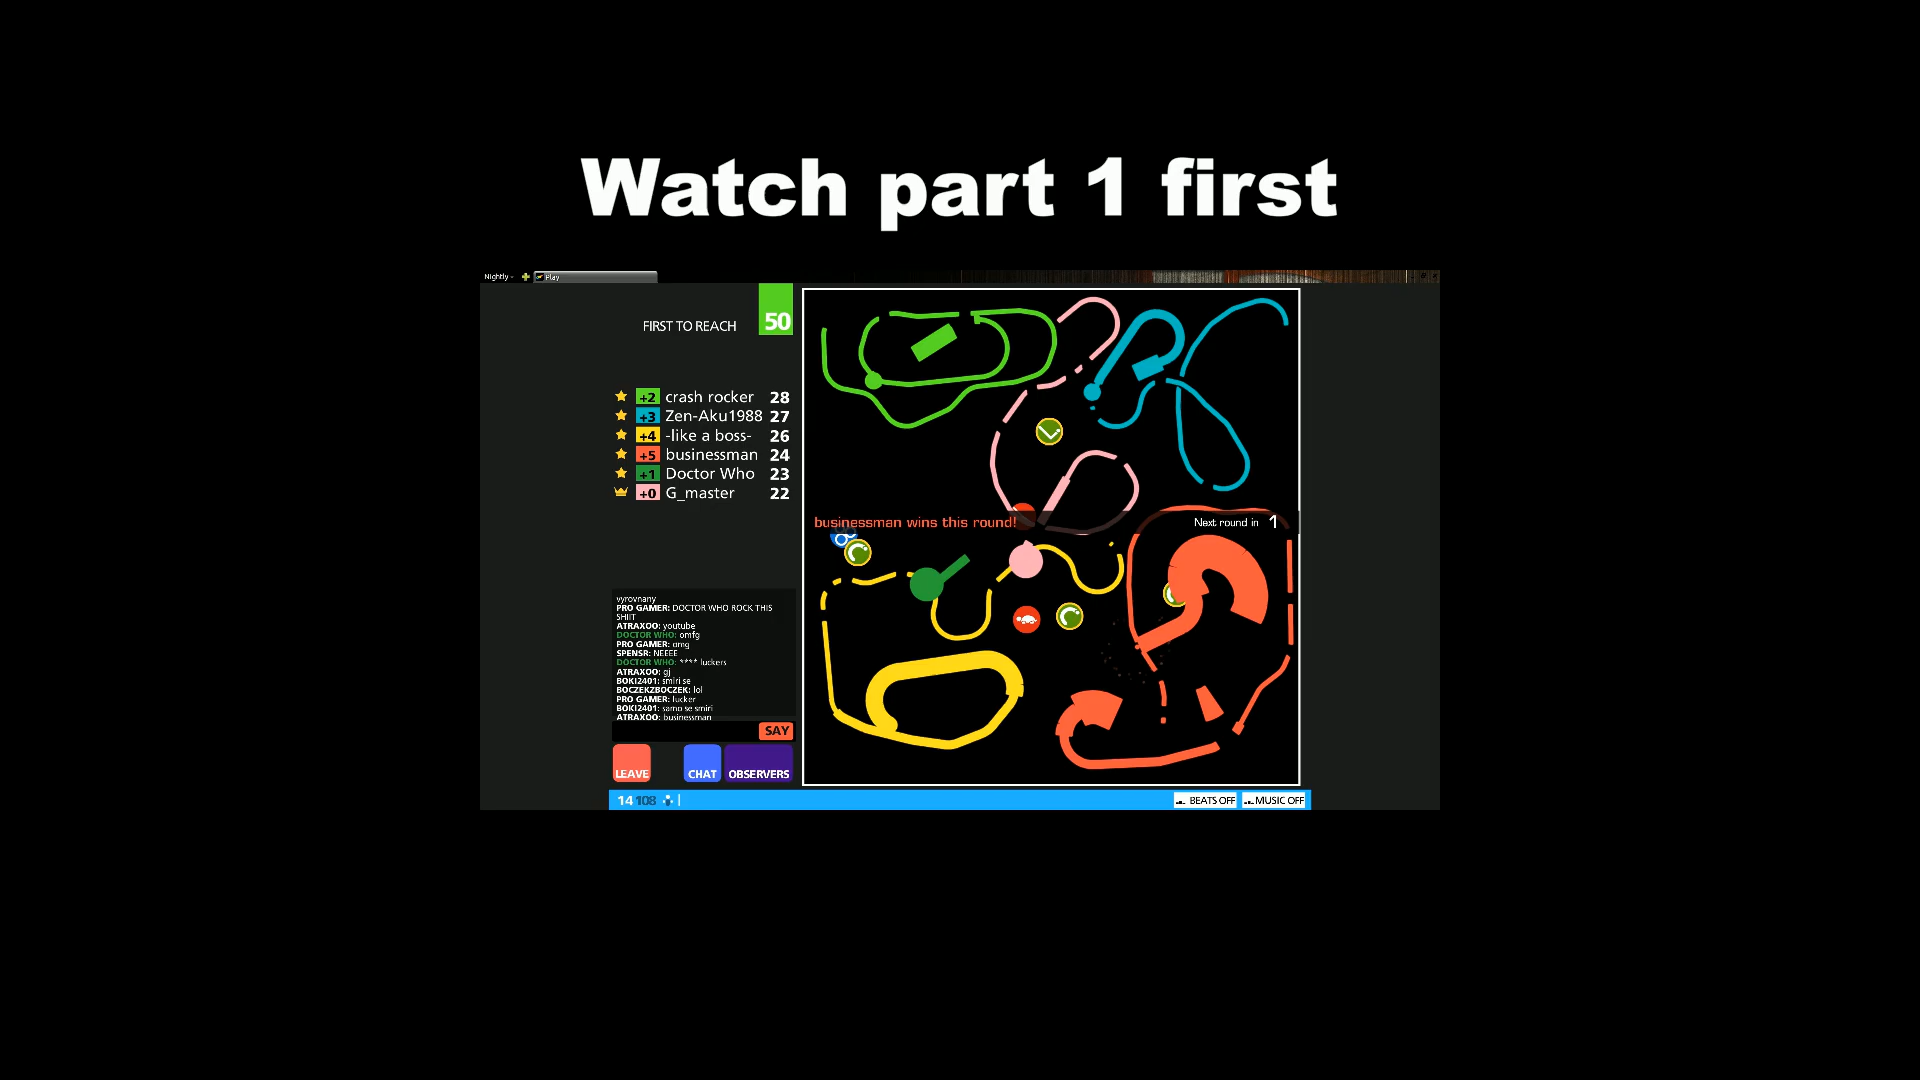 Watch part 1 first
Nightly
Play
FIRST TO REACH 50
+2 crash rocker 28
+3 Zen-Aku1988 27
+4 -like a boss- 26
+5 businessman 24
+1 Doctor Who 23
+0 G_master 22
businessman wins this round!
Next round in 1
vyrovnany
PRO GAMER: DOCTOR WHO ROCK THIS
SHIIT
ATRAXOO: youtube
DOCTOR WHO: omfg
PRO GAMER: omg
SPENSR: NEEEE
DOCTOR WHO: **** luckers
ATRAXOO: gj
BOKI2401: smiri se
BOCZEKZBOCZEK: lol
PRO GAMER: lucker
BOKI2401: samo se smiri
ATRAXOO: businessman
SAY
LEAVE
CHAT
OBSERVERS
14 108
BEATS OFF
MUSIC OFF